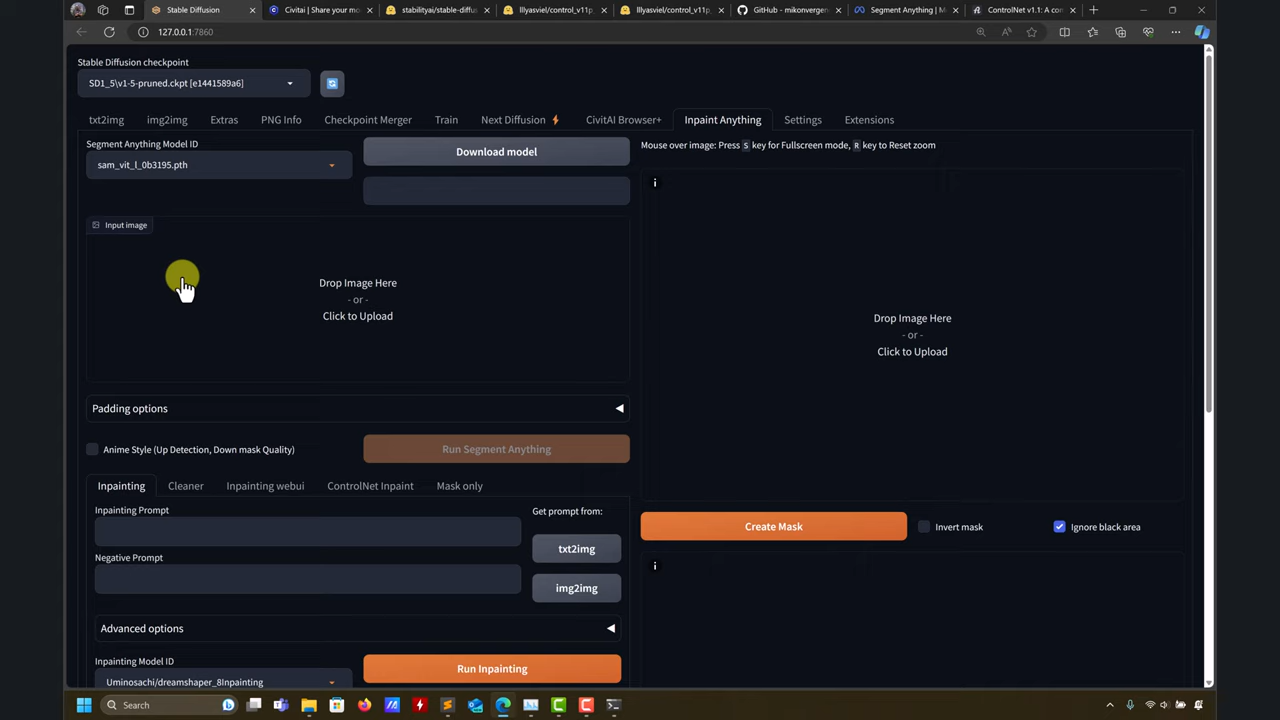 Stable Diffusion
Civitai | Share your mo
stabilityai/stable-diffus
lllyasviel/control_v11p_
lllyasviel/control_v11p_
GitHub - mikonvergenc
Segment Anything | M
ControlNet v1.1: A con
127.0.0.1:7860
Stable Diffusion checkpoint
SD1_5\v1-5-pruned.ckpt [e1441589a6]
txt2img
img2img
Extras
PNG Info
Checkpoint Merger
Train
Next Diffusion
CivitAI Browser+
Inpaint Anything
Settings
Extensions
Segment Anything Model ID
sam_vit_l_0b3195.pth
Download model
Mouse over image: Press S key for Fullscreen mode, R key to Reset zoom
Input image
Drop Image Here
- or -
Click to Upload
Drop Image Here
- or -
Click to Upload
Padding options
Anime Style (Up Detection, Down mask Quality)
Run Segment Anything
Inpainting
Cleaner
Inpainting webui
ControlNet Inpaint
Mask only
Inpainting Prompt
Get prompt from:
txt2img
Negative Prompt
img2img
Create Mask
Invert mask
Ignore black area
Advanced options
Inpainting Model ID
Uminosachi/dreamshaper_8Inpainting
Run Inpainting
Search